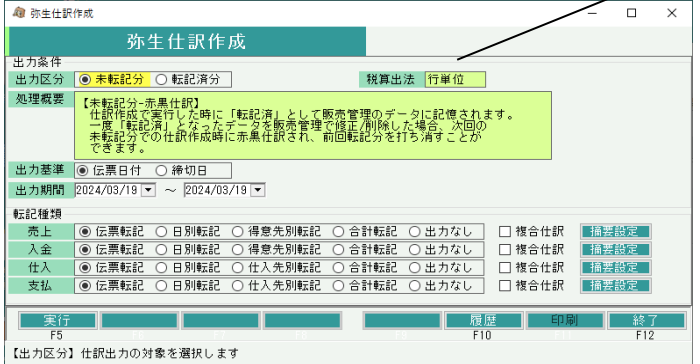 弥生仕訳作成
弥生仕訳作成
出力条件
出力区分 未転記分 転記済分 税算出法 行単位
処理概要 【未転記分-赤黒仕訳】
仕訳作成で実行した時に「転記済」として販売管理のデータに記憶されます。
一度「転記済」となったデータを販売管理で修正/削除した場合、次回の
未転記分での仕訳作成時に赤黒仕訳され、前回転記分を打ち消すことが
できます。
出力基準 伝票日付 締切日
出力期間 2024/03/19 ～ 2024/03/19
転記種類
売上 伝票転記 日別転記 得意先別転記 合計転記 出力なし 複合仕訳 摘要設定
入金 伝票転記 日別転記 得意先別転記 合計転記 出力なし 複合仕訳 摘要設定
仕入 伝票転記 日別転記 仕入先別転記 合計転記 出力なし 複合仕訳 摘要設定
支払 伝票転記 日別転記 仕入先別転記 合計転記 出力なし 複合仕訳 摘要設定
実行 履歴 印刷 終了
F5 F10 F12
【出力区分】仕訳出力の対象を選択します